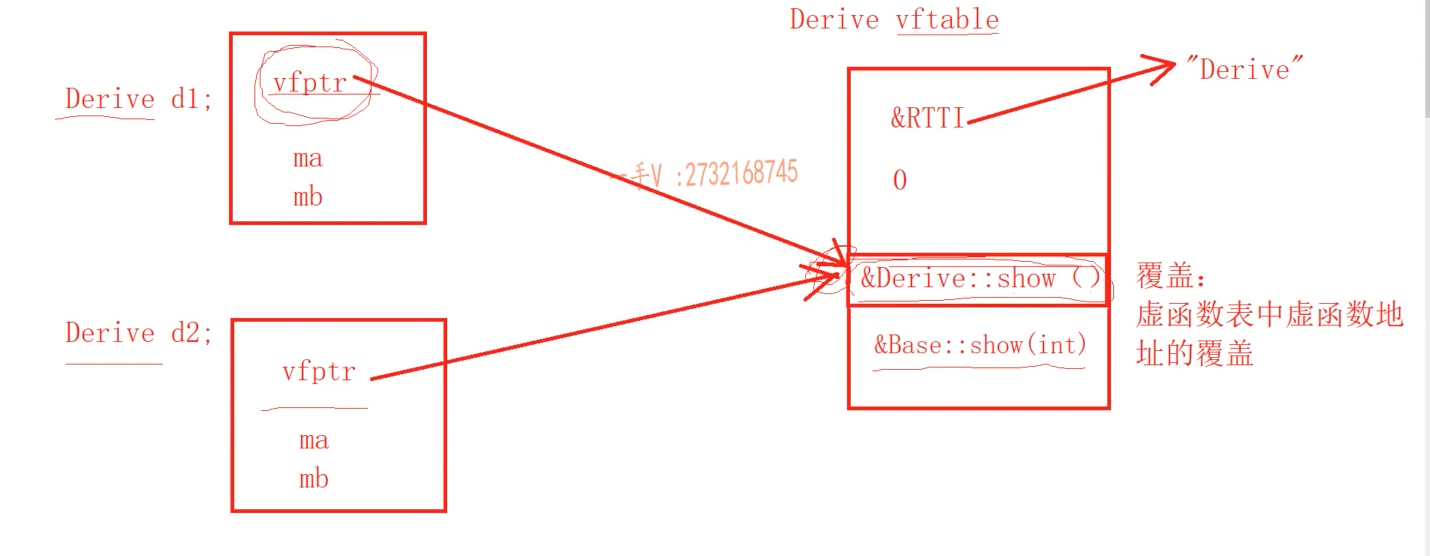 Derive vftable
Derive d1;
vfptr
ma
mb
一手V :2732168745
&RTTI
"Derive"
0
&Derive::show ()
&Base::show(int)
覆盖:
虚函数表中虚函数地
址的覆盖
Derive d2;
vfptr
ma
mb